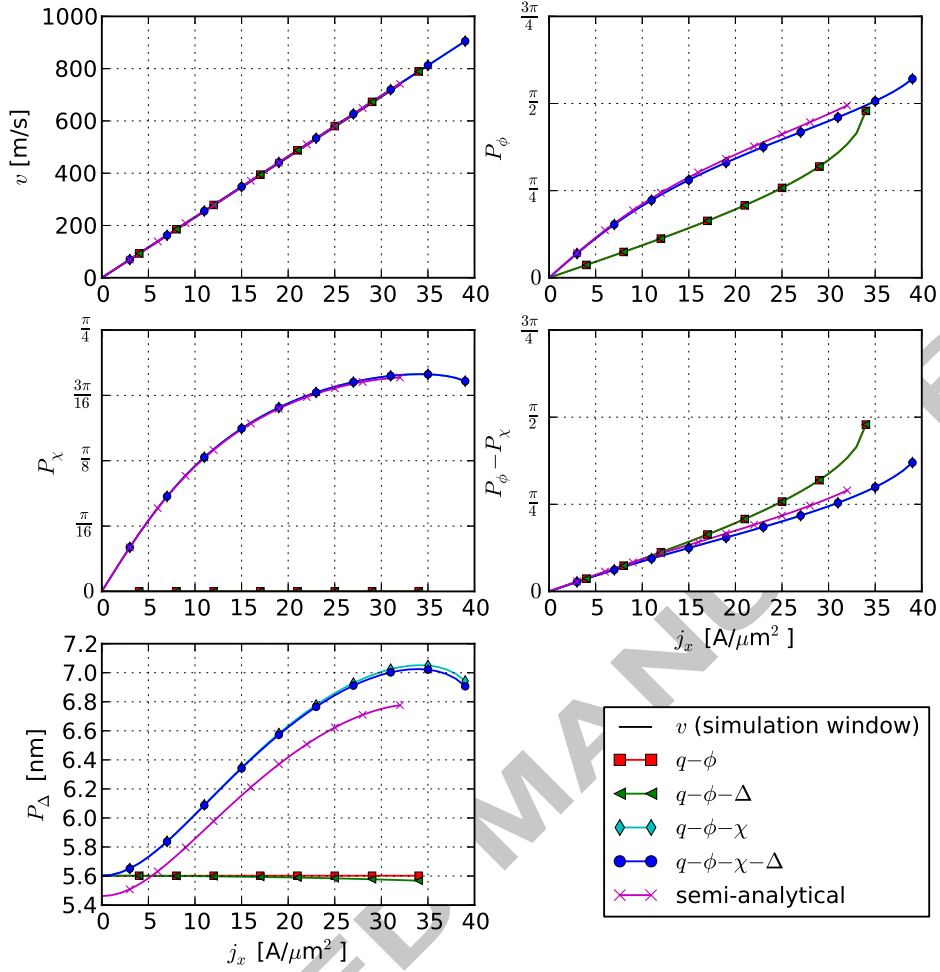 1000
800
600
400
200
0
v [m/s]
0 5 10 15 20 25 30 35 40
3π/4
π/2
π/4
0
P_ϕ
0 5 10 15 20 25 30 35 40
π/4
3π/16
π/8
π/16
0
P_χ
0 5 10 15 20 25 30 35 40
3π/4
π/2
π/4
0
P_ϕ−P_χ
0 5 10 15 20 25 30 35 40
j_x [A/μm² ]
7.2
7.0
6.8
6.6
6.4
6.2
6.0
5.8
5.6
5.4
P_Δ [nm]
0 5 10 15 20 25 30 35 40
j_x [A/μm² ]
v (simulation window)
q−ϕ
q−ϕ−Δ
q−ϕ−χ
q−ϕ−χ−Δ
semi-analytical